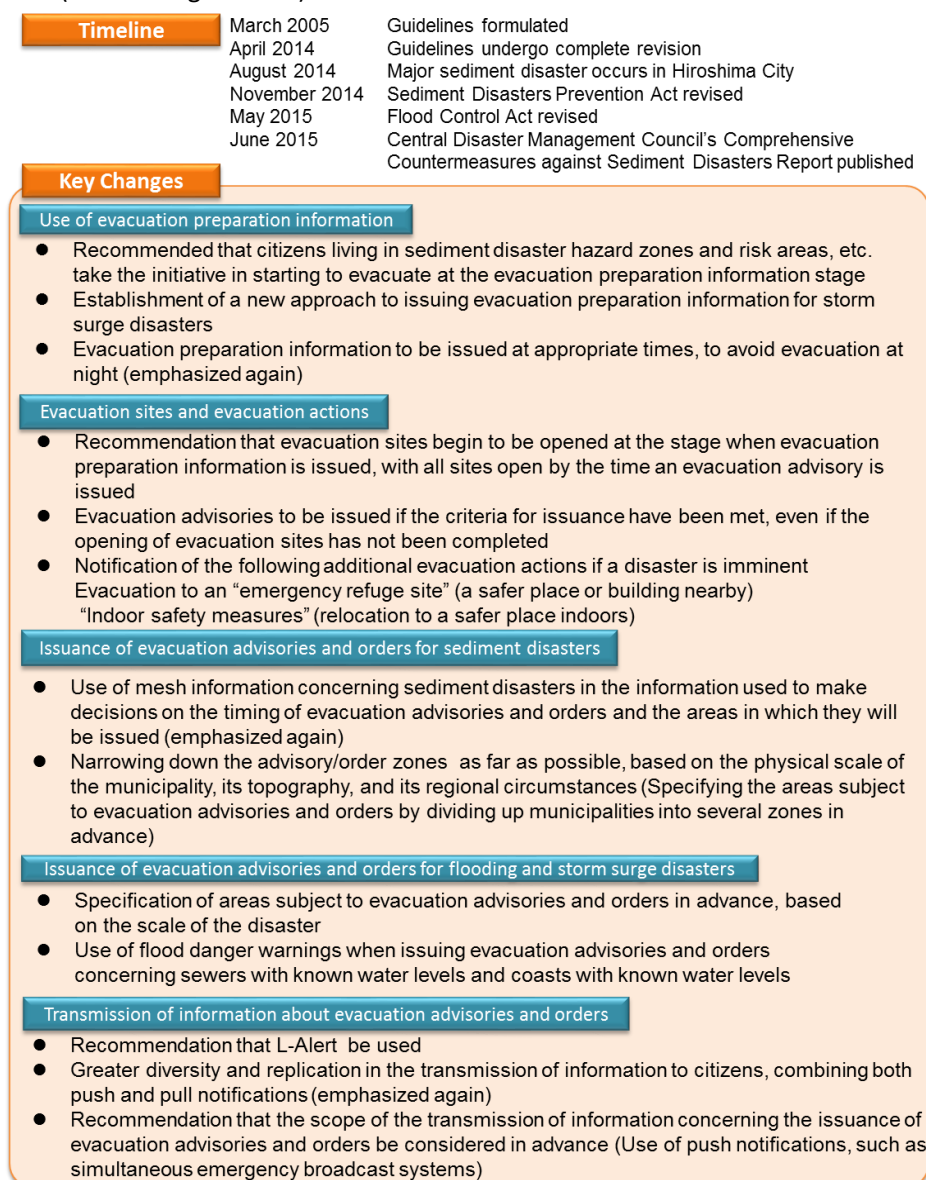 Timeline
March 2005 Guidelines formulated
April 2014 Guidelines undergo complete revision
August 2014 Major sediment disaster occurs in Hiroshima City
November 2014 Sediment Disasters Prevention Act revised
May 2015 Flood Control Act revised
June 2015 Central Disaster Management Council's Comprehensive
Countermeasures against Sediment Disasters Report published
Key Changes
Use of evacuation preparation information
● Recommended that citizens living in sediment disaster hazard zones and risk areas, etc.
take the initiative in starting to evacuate at the evacuation preparation information stage
● Establishment of a new approach to issuing evacuation preparation information for storm
surge disasters
● Evacuation preparation information to be issued at appropriate times, to avoid evacuation at
night (emphasized again)
Evacuation sites and evacuation actions
● Recommendation that evacuation sites begin to be opened at the stage when evacuation
preparation information is issued, with all sites open by the time an evacuation advisory is
issued
● Evacuation advisories to be issued if the criteria for issuance have been met, even if the
opening of evacuation sites has not been completed
● Notification of the following additional evacuation actions if a disaster is imminent
Evacuation to an "emergency refuge site" (a safer place or building nearby)
"Indoor safety measures" (relocation to a safer place indoors)
Issuance of evacuation advisories and orders for sediment disasters
● Use of mesh information concerning sediment disasters in the information used to make
decisions on the timing of evacuation advisories and orders and the areas in which they will
be issued (emphasized again)
● Narrowing down the advisory/order zones as far as possible, based on the physical scale of
the municipality, its topography, and its regional circumstances (Specifying the areas subject
to evacuation advisories and orders by dividing up municipalities into several zones in
advance)
Issuance of evacuation advisories and orders for flooding and storm surge disasters
● Specification of areas subject to evacuation advisories and orders in advance, based
on the scale of the disaster
● Use of flood danger warnings when issuing evacuation advisories and orders
concerning sewers with known water levels and coasts with known water levels
Transmission of information about evacuation advisories and orders
● Recommendation that L-Alert be used
● Greater diversity and replication in the transmission of information to citizens, combining both
push and pull notifications (emphasized again)
● Recommendation that the scope of the transmission of information concerning the issuance of
evacuation advisories and orders be considered in advance (Use of push notifications, such as
simultaneous emergency broadcast systems)